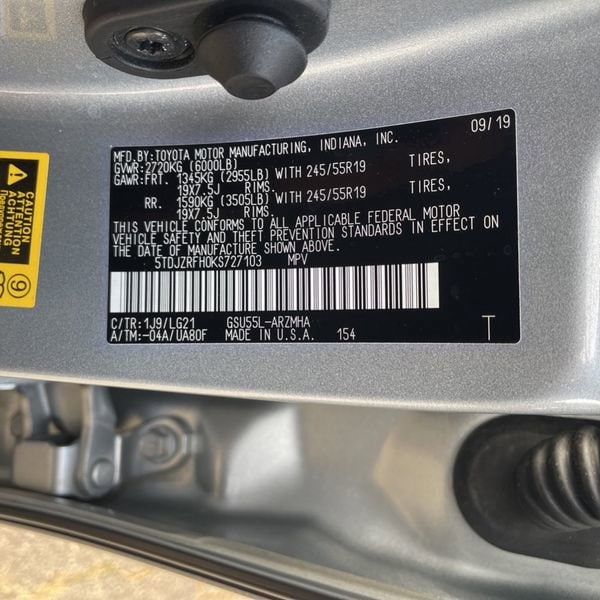 MFD.BY:TOYOTA MOTOR MANUFACTURING, INDIANA, INC. 09/19
GVWR:2720KG (6000LB)
GAWR:FRT. 1345KG (2955LB) WITH 245/55R19 TIRES,
19X7.5J RIMS.
RR. 1590KG (3505LB) WITH 245/55R19 TIRES,
19X7.5J RIMS.
THIS VEHICLE CONFORMS TO ALL APPLICABLE FEDERAL MOTOR
VEHICLE SAFETY AND THEFT PREVENTION STANDARDS IN EFFECT ON
THE DATE OF MANUFACTURE SHOWN ABOVE.
5TDJZRFH0KS727103 MPV
C/TR:1J9/LG21 GSU55L-ARZMHA
A/TM:-04A/UA80F MADE IN U.S.A. 154 T
CAUTION
ATTENTION
ACHTUNG
9